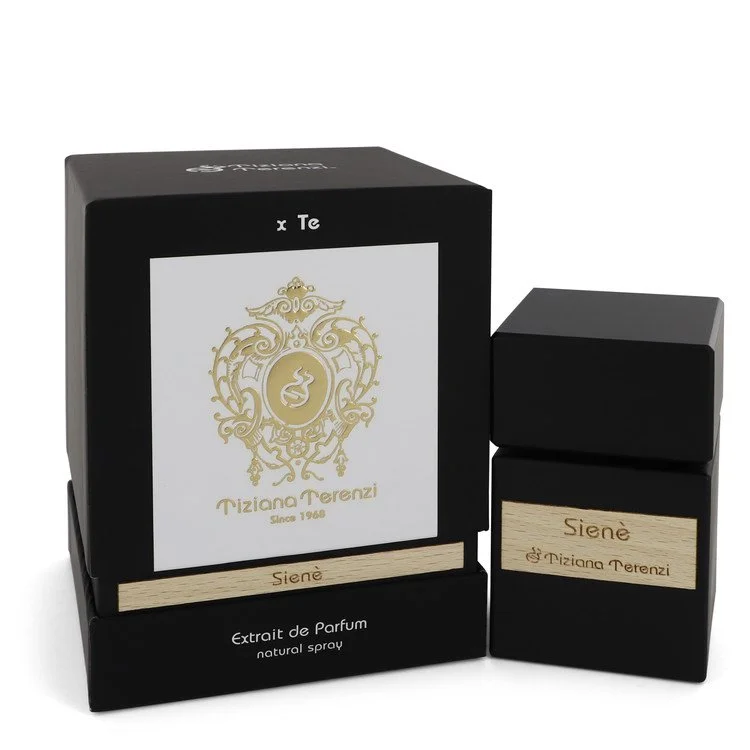 Tiziana
Terenzi
x Te
Tiziana Terenzi
Since 1968
Sienè
Extrait de Parfum
natural spray
Sienè
Tiziana Terenzi